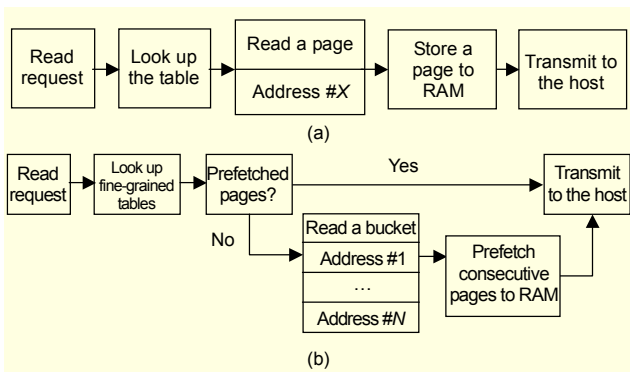 Read
request
Look up
the table
Read a page
Address #X
Store a
page to
RAM
Transmit to
the host
(a)
Read
request
Look up
fine-grained
tables
Prefetched
pages?
Yes
No
Read a bucket
Address #1
...
Address #N
Prefetch
consecutive
pages to RAM
Transmit
to the host
(b)